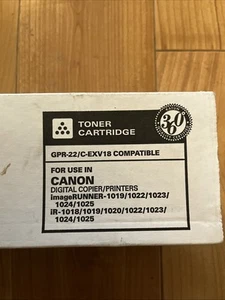 TONER
CARTRIDGE
360
GPR-22/C-EXV18 COMPATIBLE
FOR USE IN
CANON
DIGITAL COPIER/PRINTERS
imageRUNNER-1019/1022/1023/
1024/1025
iR-1018/1019/1020/1022/1023/
1024/1025